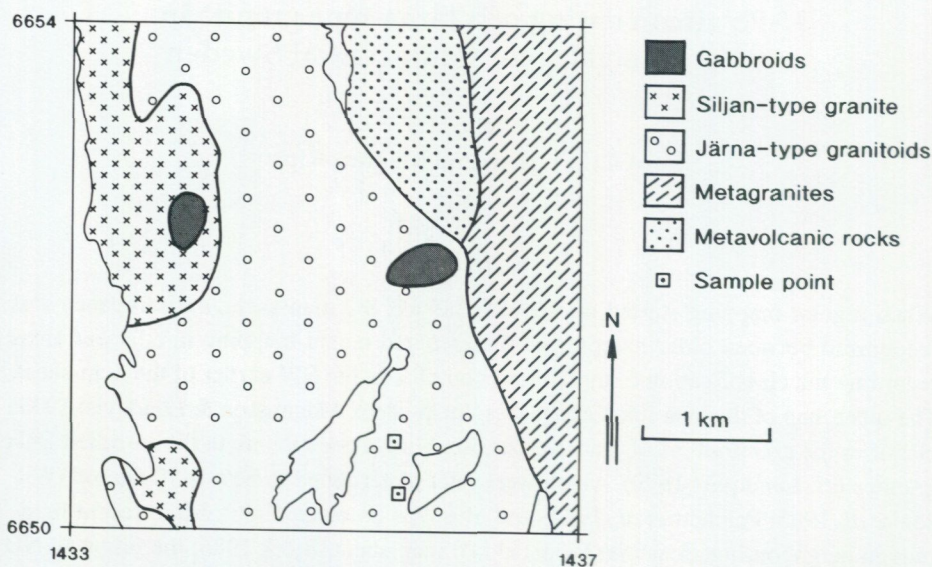 6654
Gabbroids
Siljan-type granite
Järna-type granitoids
Metagranites
Metavolcanic rocks
Sample point
N
1 km
6650
1433
1437